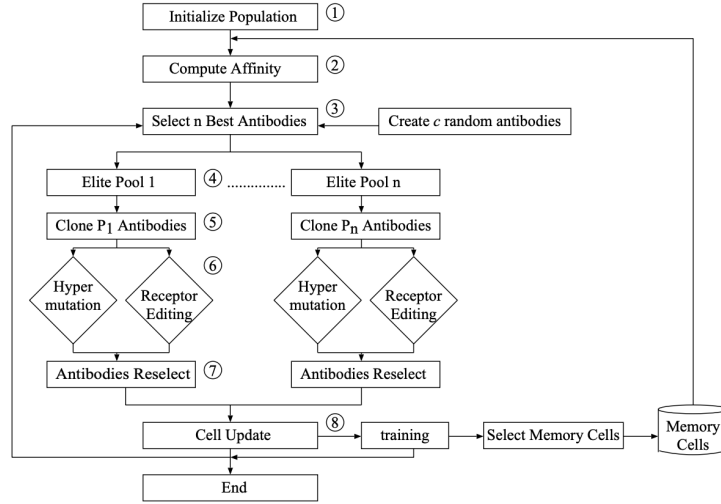 Initialize Population ①
Compute Affinity ②
Select n Best Antibodies ③
Create c random antibodies
Elite Pool 1 ④ .............. Elite Pool n
Clone P1 Antibodies ⑤
Clone Pn Antibodies
⑥
Hyper
mutation
Receptor
Editing
Hyper
mutation
Receptor
Editing
Antibodies Reselect ⑦
Antibodies Reselect
Cell Update ⑧
training
Select Memory Cells
Memory
Cells
End